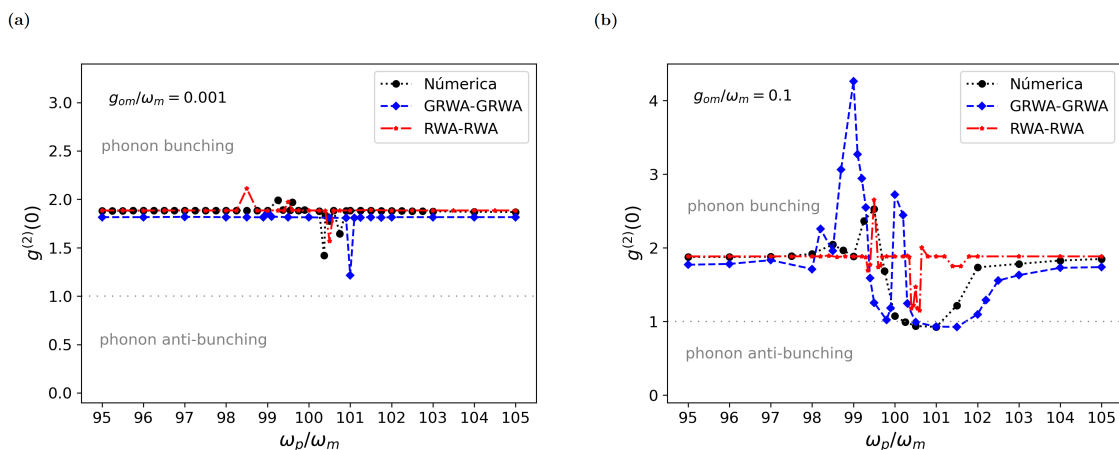 (a)
(b)
g_om/ω_m = 0.001
Númerica
GRWA-GRWA
RWA-RWA
phonon bunching
phonon anti-bunching
g^(2)(0)
3.0
2.5
2.0
1.5
1.0
0.5
0.0
95 96 97 98 99 100 101 102 103 104 105
ω_p/ω_m
g_om/ω_m = 0.1
Númerica
GRWA-GRWA
RWA-RWA
phonon bunching
phonon anti-bunching
g^(2)(0)
4
3
2
1
0
95 96 97 98 99 100 101 102 103 104 105
ω_p/ω_m